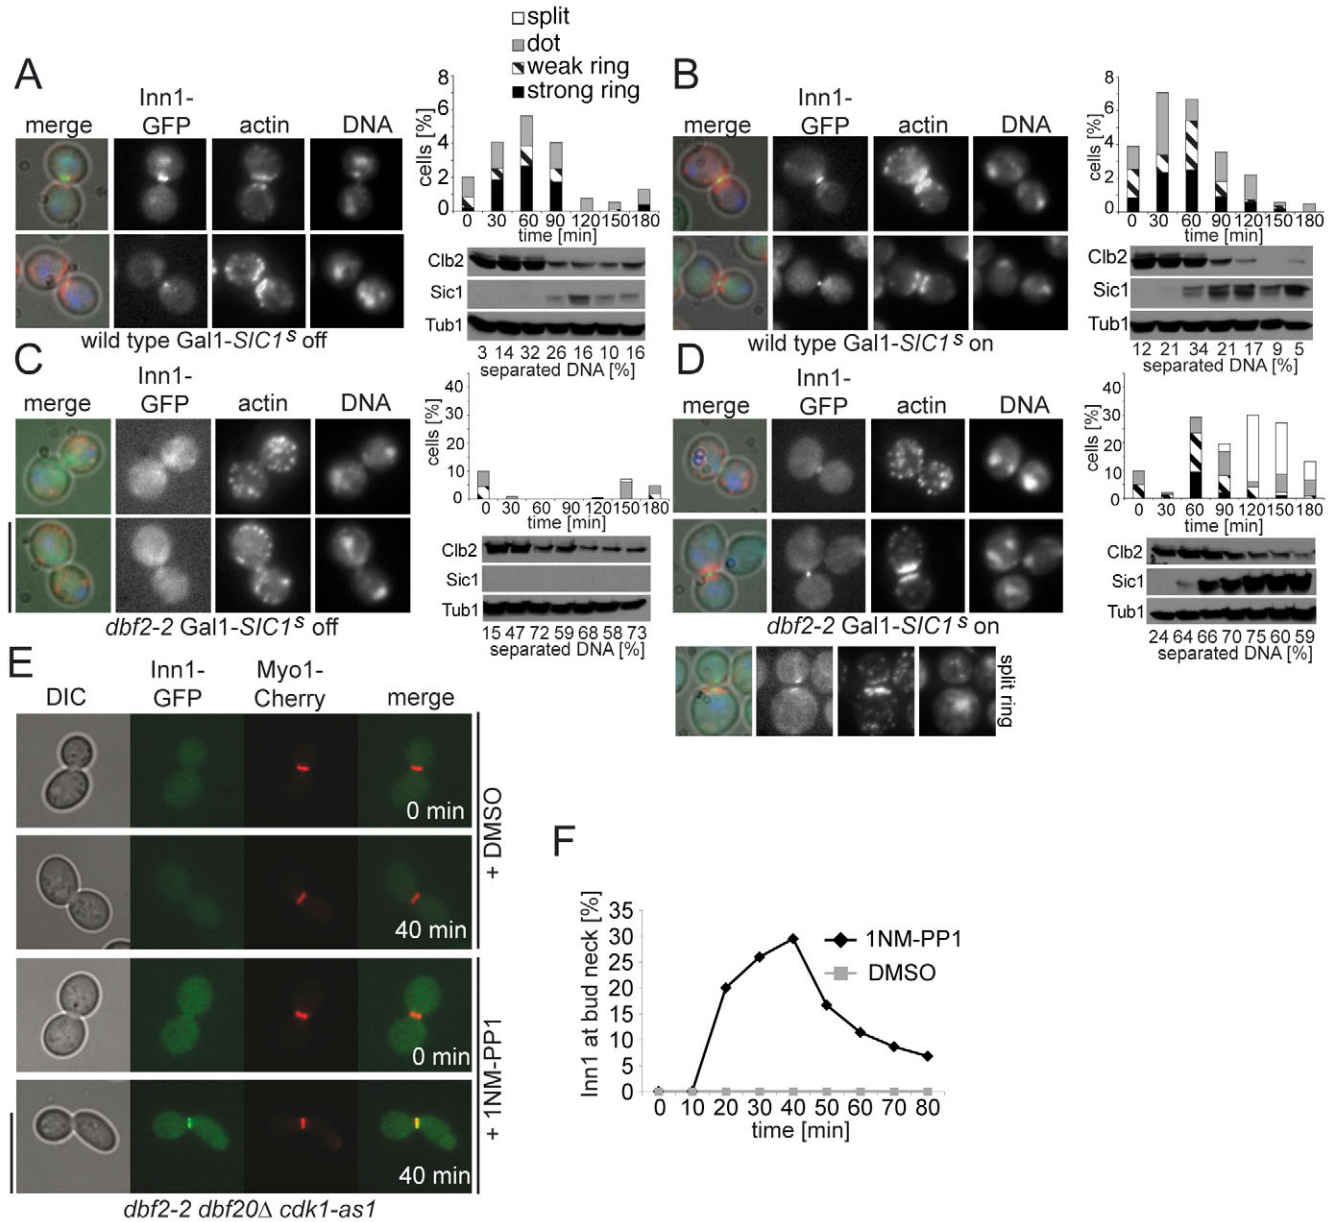 split
dot
weak ring
strong ring
A
Inn1-
merge GFP actin DNA
wild type Gal1-SIC1 S off
cells [%]
8
6
4
2
0
0 30 60 90 120 150 180
time [min]
Clb2
Sic1
Tub1
3 14 32 26 16 10 16
separated DNA [%]
B
Inn1-
merge GFP actin DNA
wild type Gal1-SIC1 S on
cells [%]
8
6
4
2
0
0 30 60 90 120 150 180
time [min]
Clb2
Sic1
Tub1
12 21 34 21 17 9 5
separated DNA [%]
C
Inn1-
merge GFP actin DNA
dbf2-2 Gal1-SIC1 S off
cells [%]
40
30
20
10
0
0 30 60 90 120 150 180
time [min]
Clb2
Sic1
Tub1
15 47 72 59 68 58 73
separated DNA [%]
D
Inn1-
merge GFP actin DNA
dbf2-2 Gal1-SIC1 S on
split ring
cells [%]
40
30
20
10
0
0 30 60 90 120 150 180
time [min]
Clb2
Sic1
Tub1
24 64 66 70 75 60 59
separated DNA [%]
E
Inn1- Myo1-
DIC GFP Cherry merge
0 min
40 min
+ DMSO
0 min
40 min
+ 1NM-PP1
dbf2-2 dbf20Δ cdk1-as1
F
Inn1 at bud neck [%]
35
30
25
20
15
10
5
0
0 10 20 30 40 50 60 70 80
time [min]
1NM-PP1
DMSO